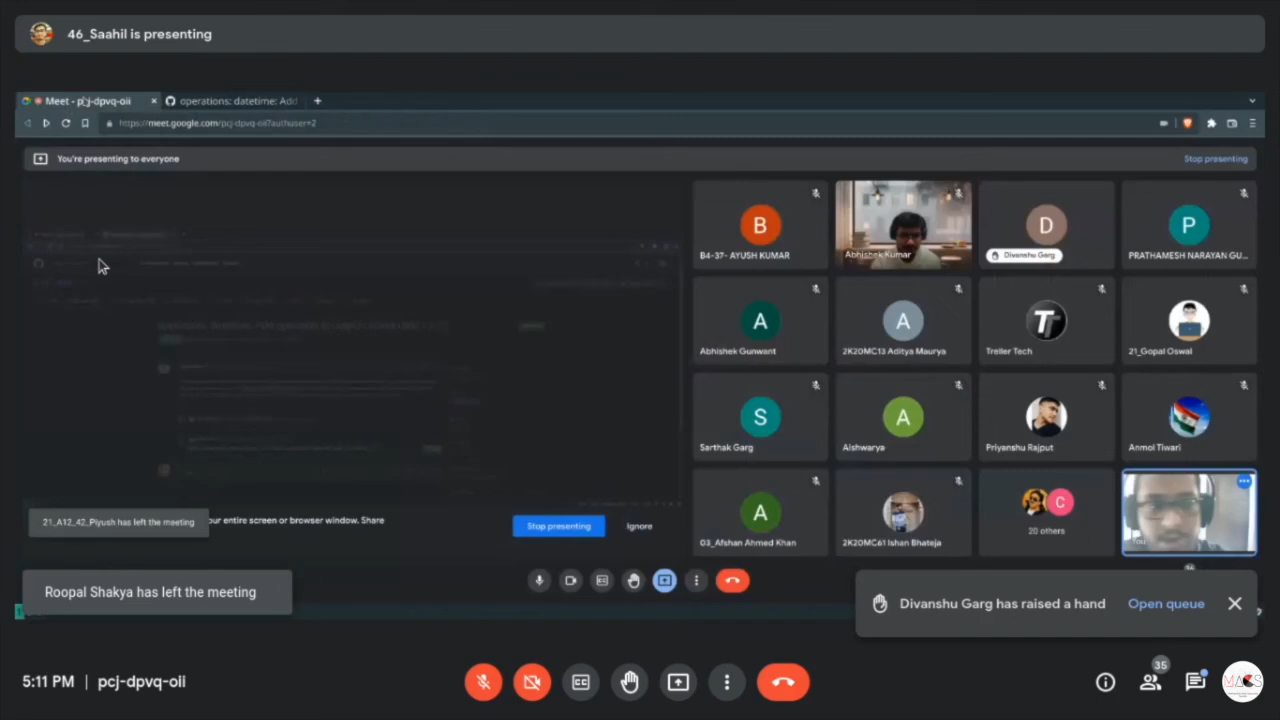 46_Saahil is presenting
Meet - pcj-dpvq-oii
operations: datetime: Add
https://meet.google.com/pcj-dpvq-oii?authuser=2
You're presenting to everyone
Stop presenting
B
B4-37- AYUSH KUMAR
Abhishek Kumar
D
Divanshu Garg
P
PRATHAMESH NARAYAN GU...
A
Abhishek Gunwant
A
2K20MC13 Aditya Maurya
TT
Treller Tech
21_Gopal Oswal
S
Sarthak Garg
A
Aishwarya
Priyanshu Rajput
Anmol Tiwari
A
03_Afshan Ahmed Khan
2K20MC61 Ishan Bhateja
C
20 others
You
21_A12_42_Piyush has left the meeting
our entire screen or browser window. Share
Stop presenting
Ignore
Roopal Shakya has left the meeting
Divanshu Garg has raised a hand
Open queue
5:11 PM | pcj-dpvq-oii
35
MACS